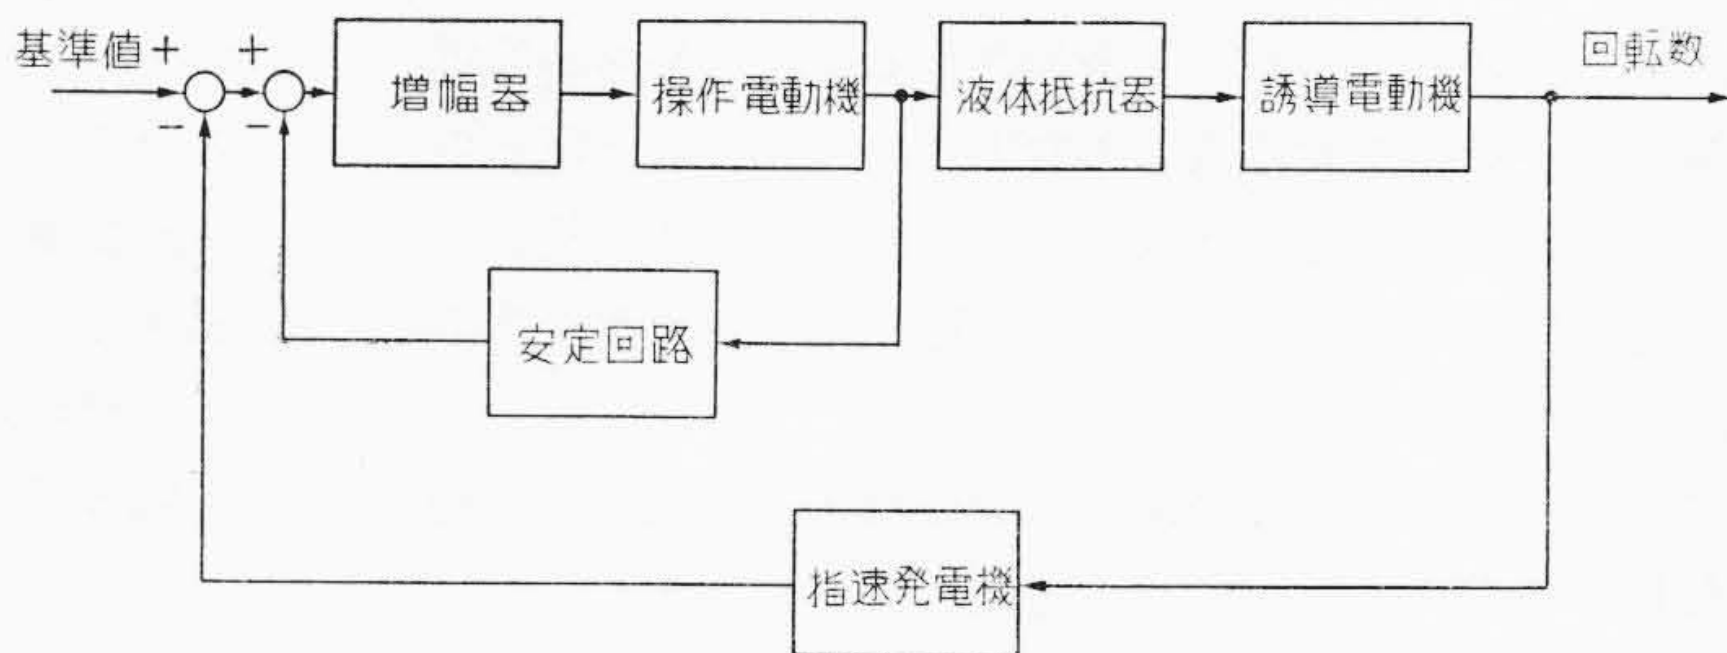 基準値 + + 増幅器 操作電動機 液体抵抗器 誘導電動機 回転数
− −
安定回路
指速発電機